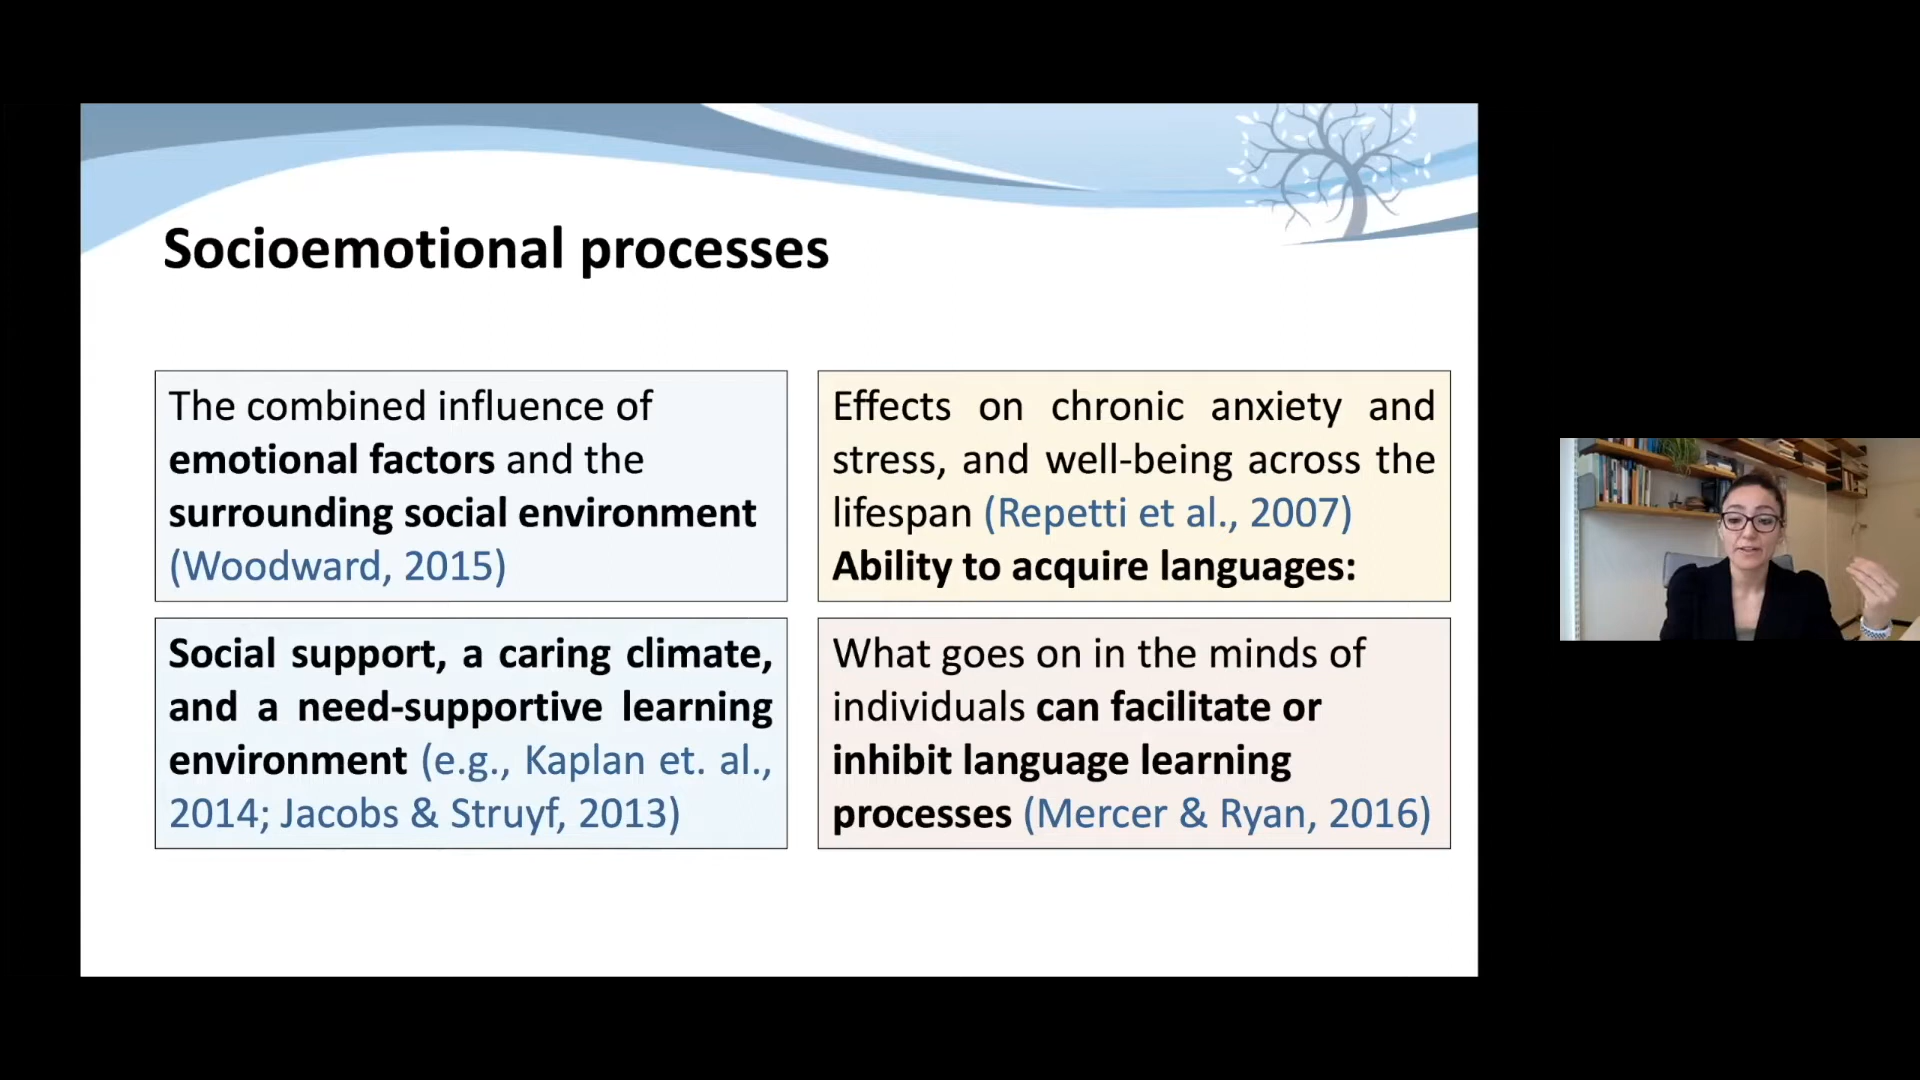 Socioemotional processes
The combined influence of
emotional factors and the
surrounding social environment
(Woodward, 2015)
Effects on chronic anxiety and
stress, and well-being across the
lifespan (Repetti et al., 2007)
Ability to acquire languages:
Social support, a caring climate,
and a need-supportive learning
environment (e.g., Kaplan et. al.,
2014; Jacobs & Struyf, 2013)
What goes on in the minds of
individuals can facilitate or
inhibit language learning
processes (Mercer & Ryan, 2016)